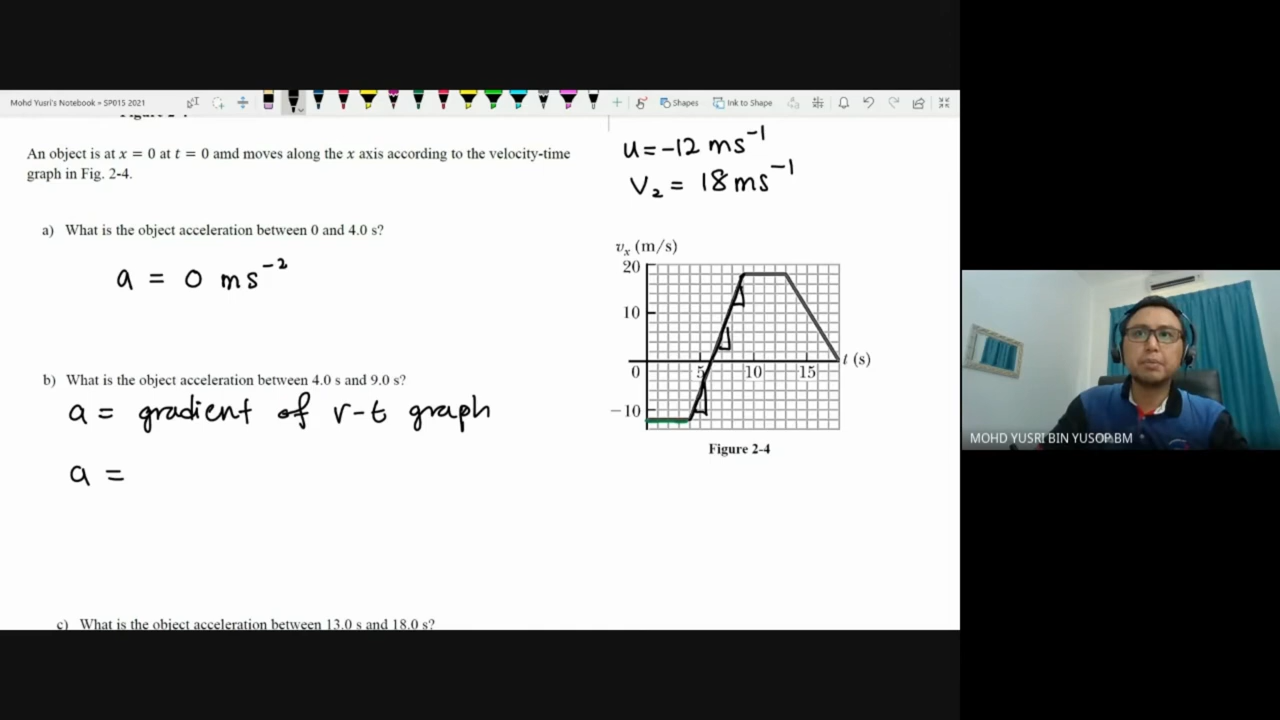 Mohd Yusri's Notebook » SP015 2021
Shapes
Ink to Shape
An object is at x = 0 at t = 0 amd moves along the x axis according to the velocity-time
graph in Fig. 2-4.
a) What is the object acceleration between 0 and 4.0 s?
a = 0 ms⁻²
b) What is the object acceleration between 4.0 s and 9.0 s?
a = gradient of v-t graph
a =
c) What is the object acceleration between 13.0 s and 18.0 s?
u = -12 ms⁻¹
V₂ = 18 ms⁻¹
vₓ (m/s)
20
10
0
5
10
15
t (s)
−10
Figure 2-4
MOHD YUSRI BIN YUSOP.BM